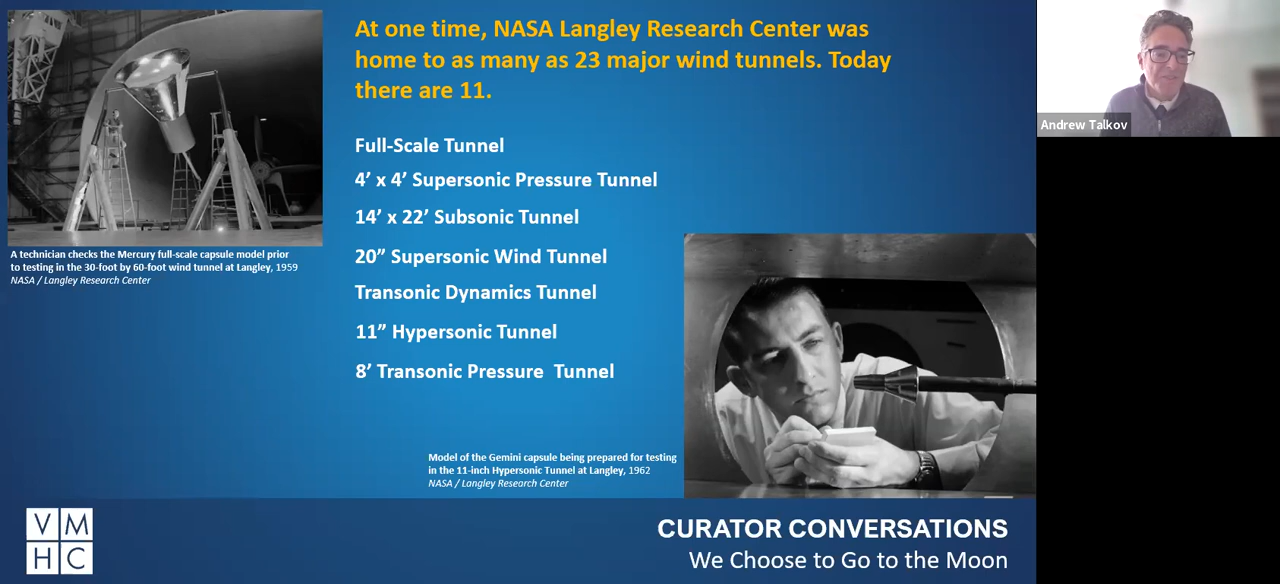 At one time, NASA Langley Research Center was
home to as many as 23 major wind tunnels. Today
there are 11.
Andrew Talkov
Full-Scale Tunnel
4’ x 4’ Supersonic Pressure Tunnel
14’ x 22’ Subsonic Tunnel
20” Supersonic Wind Tunnel
Transonic Dynamics Tunnel
11” Hypersonic Tunnel
8’ Transonic Pressure Tunnel
A technician checks the Mercury full-scale capsule model prior
to testing in the 30-foot by 60-foot wind tunnel at Langley, 1959
NASA / Langley Research Center
Model of the Gemini capsule being prepared for testing
in the 11-inch Hypersonic Tunnel at Langley, 1962
NASA / Langley Research Center
V M
H C
CURATOR CONVERSATIONS
We Choose to Go to the Moon